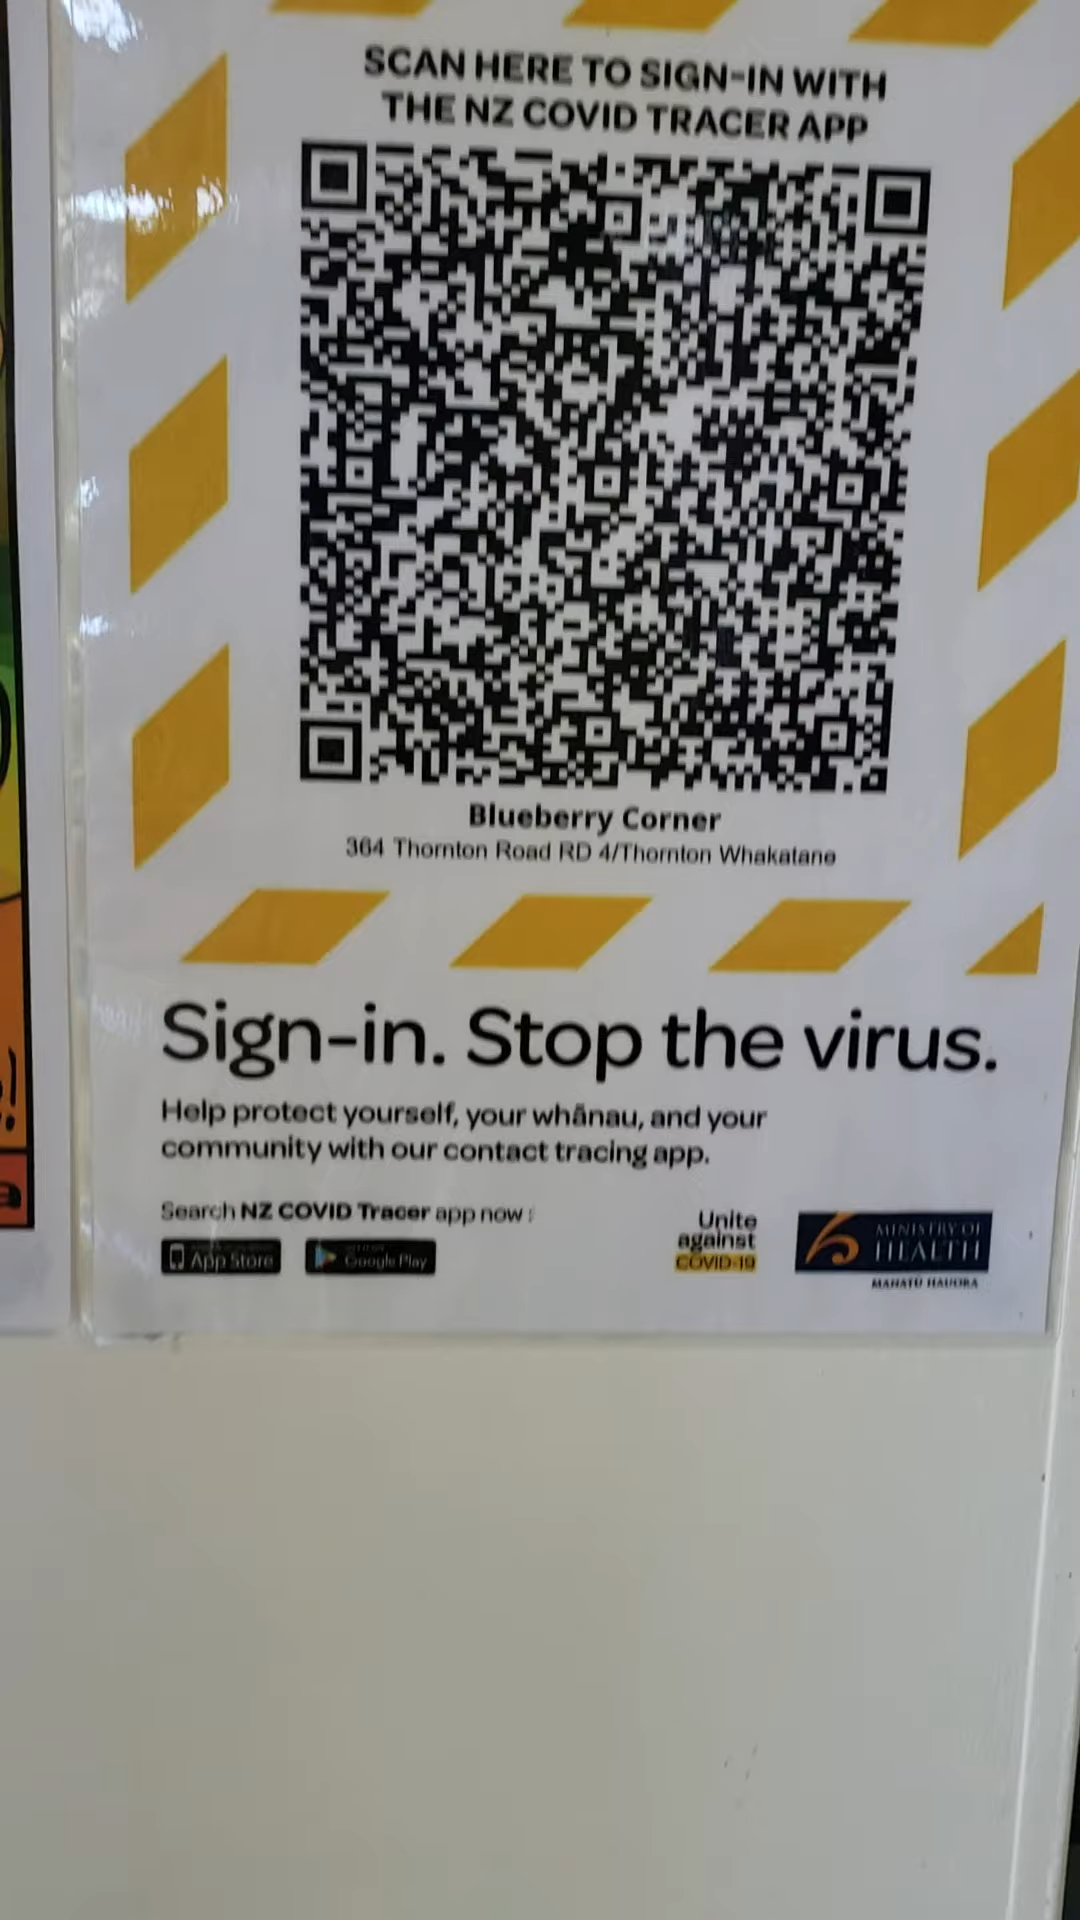 SCAN HERE TO SIGN-IN WITH
THE NZ COVID TRACER APP
Blueberry Corner
364 Thornton Road RD 4/Thornton Whakatane
Sign-in. Stop the virus.
Help protect yourself, your whānau, and your
community with our contact tracing app.
Search NZ COVID Tracer app now:
App Store
Google Play
Unite
against
COVID-19
MINISTRY OF
HEALTH
MANATŪ HAUORA